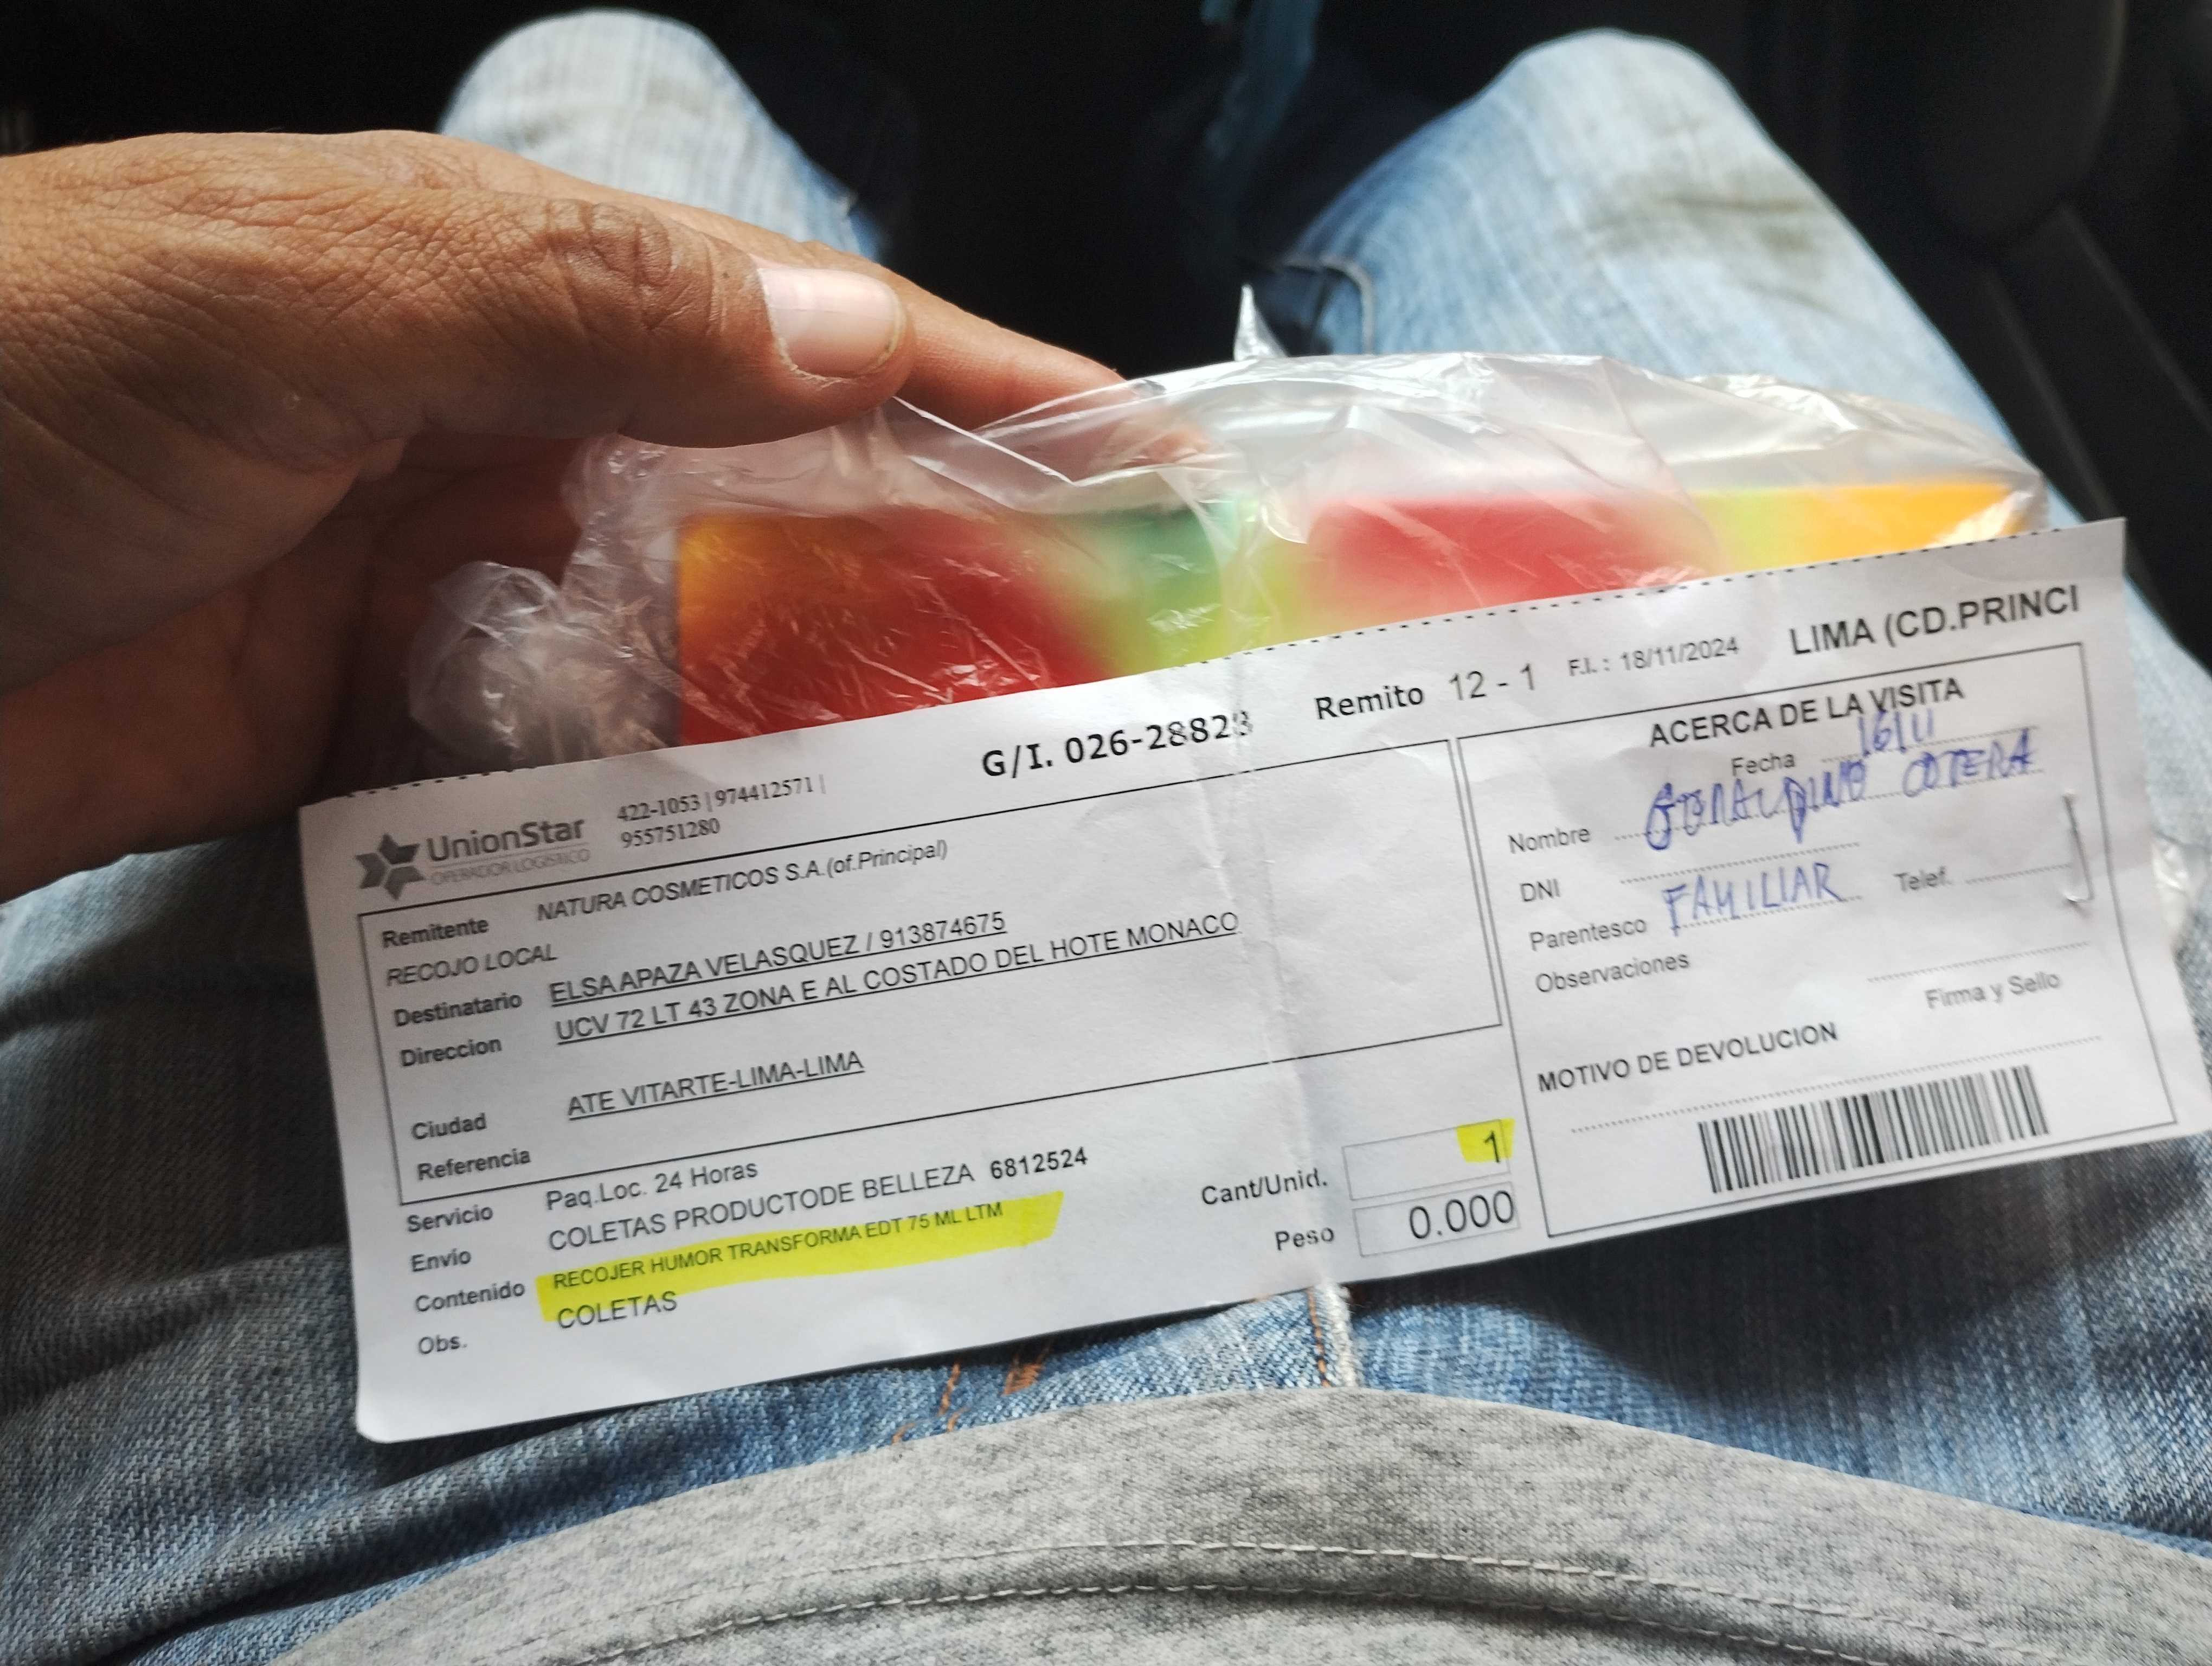 G/I. 026-28823 Remito 12 - 1 F.I. : 18/11/2024 LIMA (CD.PRINCI
UnionStar 422-1053 | 974412571 |
OPERADOR LOGISTICO 955751280
Remitente NATURA COSMETICOS S.A.(of.Principal)
RECOJO LOCAL
Destinatario ELSA APAZA VELASQUEZ / 913874675
Direccion UCV 72 LT 43 ZONA E AL COSTADO DEL HOTE MONACO
Ciudad ATE VITARTE-LIMA-LIMA
Referencia
Servicio Paq.Loc. 24 Horas
Envio COLETAS PRODUCTODE BELLEZA 6812524
Contenido RECOJER HUMOR TRANSFORMA EDT 75 ML LTM
Obs. COLETAS
Cant/Unid. 1
Peso 0.000
ACERCA DE LA VISITA
Fecha 16/11
Nombre COTERA
DNI
Parentesco FAMILIAR Telef.
Observaciones
Firma y Sello
MOTIVO DE DEVOLUCION